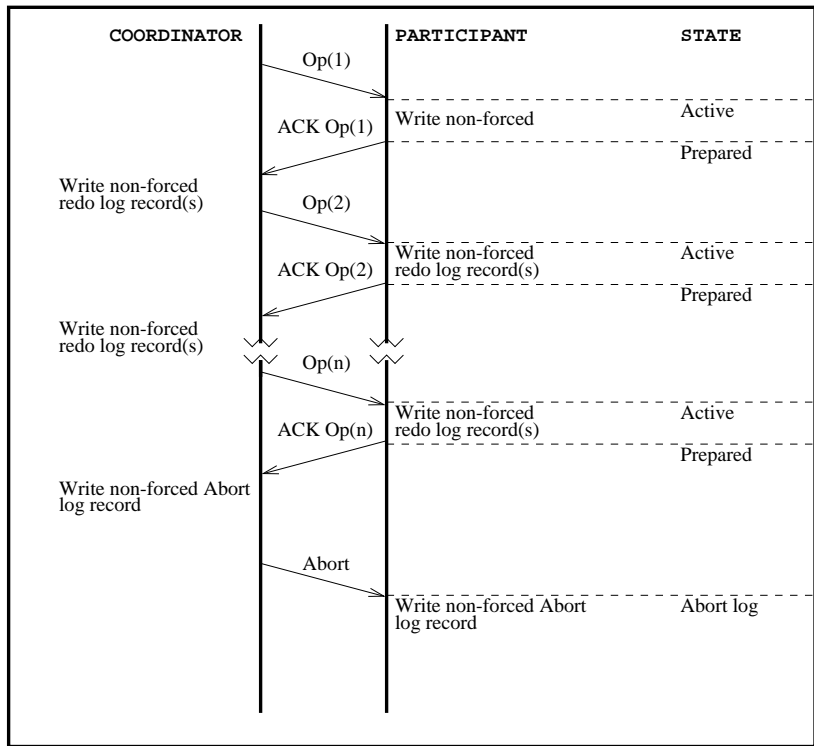 COORDINATOR PARTICIPANT STATE
Op(1)
Active
ACK Op(1) Write non-forced
Prepared
Write non-forced
redo log record(s)
Op(2)
Write non-forced Active
redo log record(s)
ACK Op(2)
Prepared
Write non-forced
redo log record(s)
Op(n)
Write non-forced Active
redo log record(s)
ACK Op(n)
Prepared
Write non-forced Abort
log record
Abort
Write non-forced Abort Abort log
log record